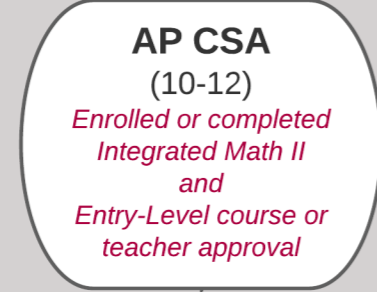 AP CSA
(10-12)
Enrolled or completed
Integrated Math II
and
Entry-Level course or
teacher approval